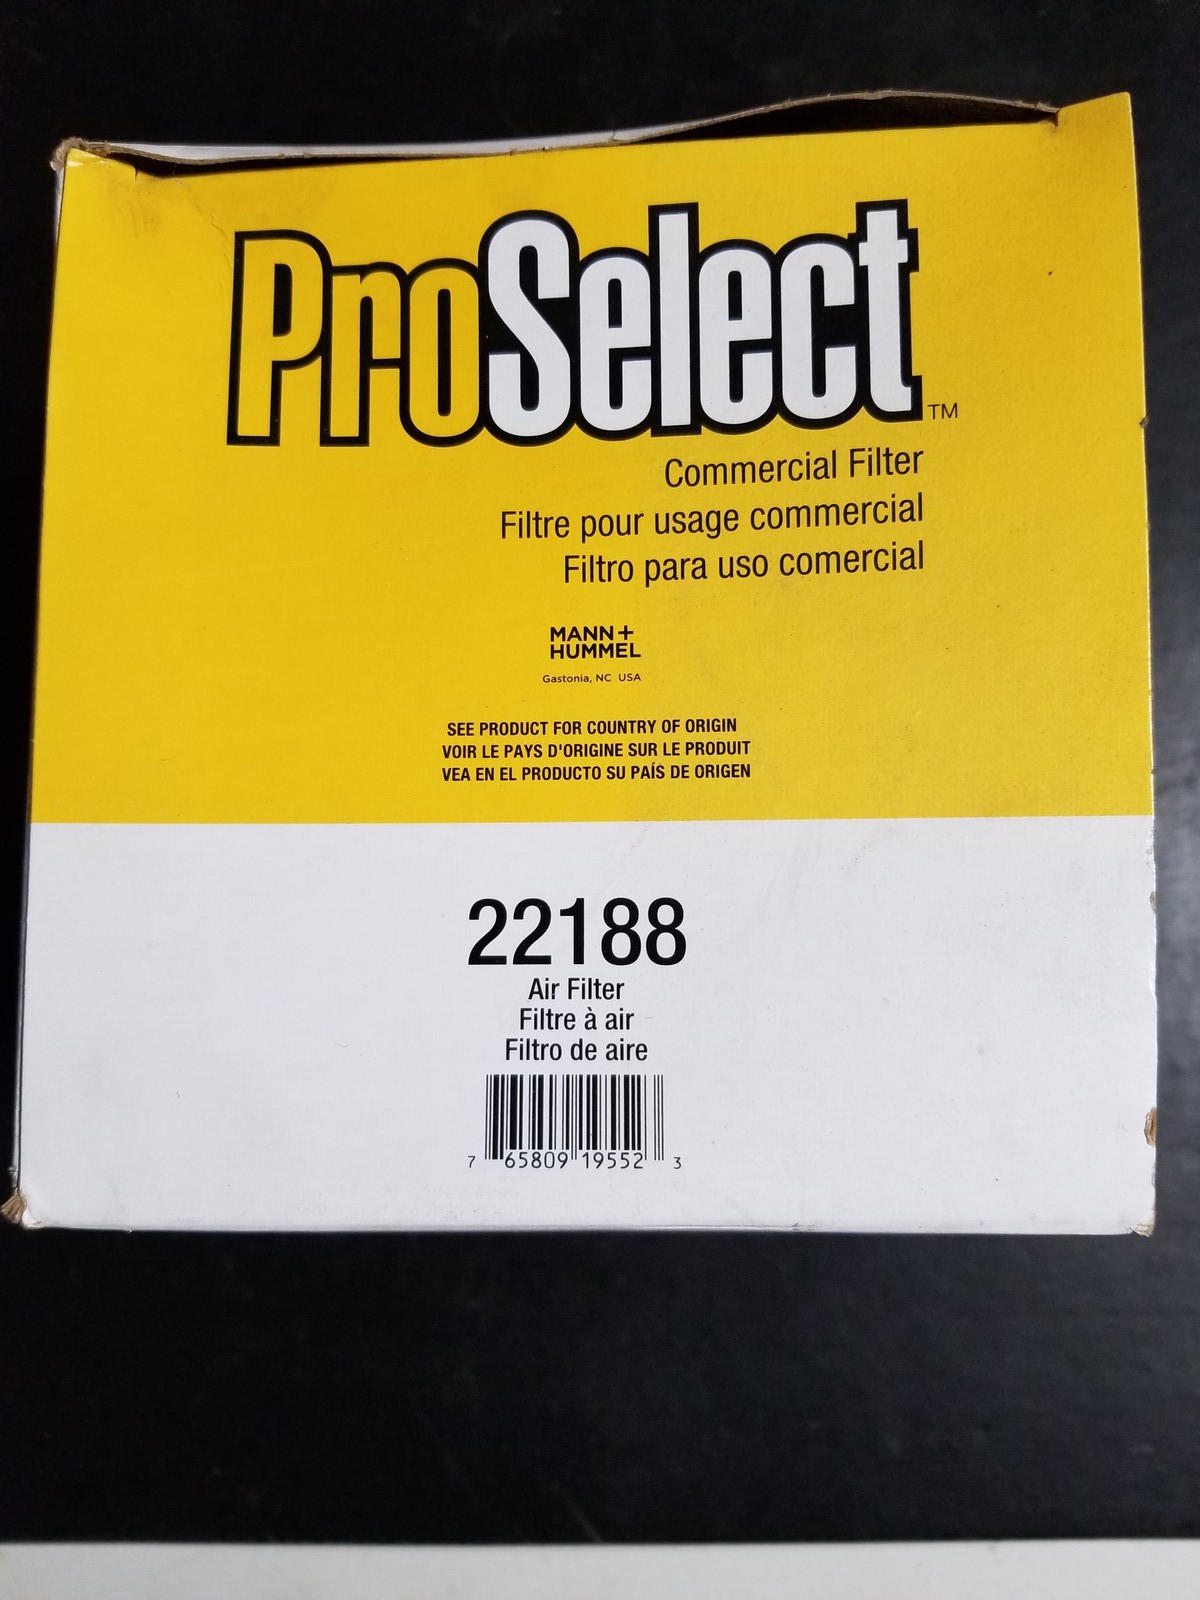 ProSelect™
Commercial Filter
Filtre pour usage commercial
Filtro para uso comercial
MANN+
HUMMEL
Gastonia, NC USA
SEE PRODUCT FOR COUNTRY OF ORIGIN
VOIR LE PAYS D'ORIGINE SUR LE PRODUIT
VEA EN EL PRODUCTO SU PAÍS DE ORIGEN
22188
Air Filter
Filtre à air
Filtro de aire
7 65809 19552 3